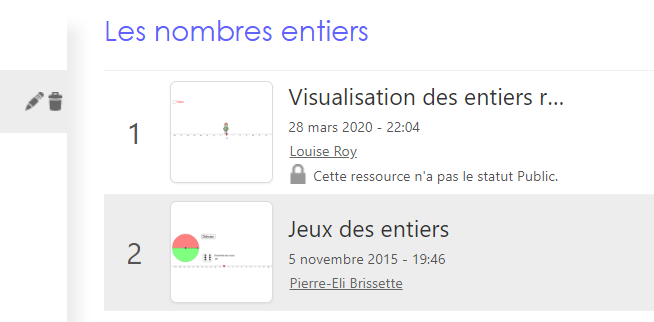 Les nombres entiers
1
Visualisation des entiers r...
28 mars 2020 - 22:04
Louise Roy
Cette ressource n'a pas le statut Public.
2
Jeux des entiers
5 novembre 2015 - 19:46
Pierre-Eli Brissette